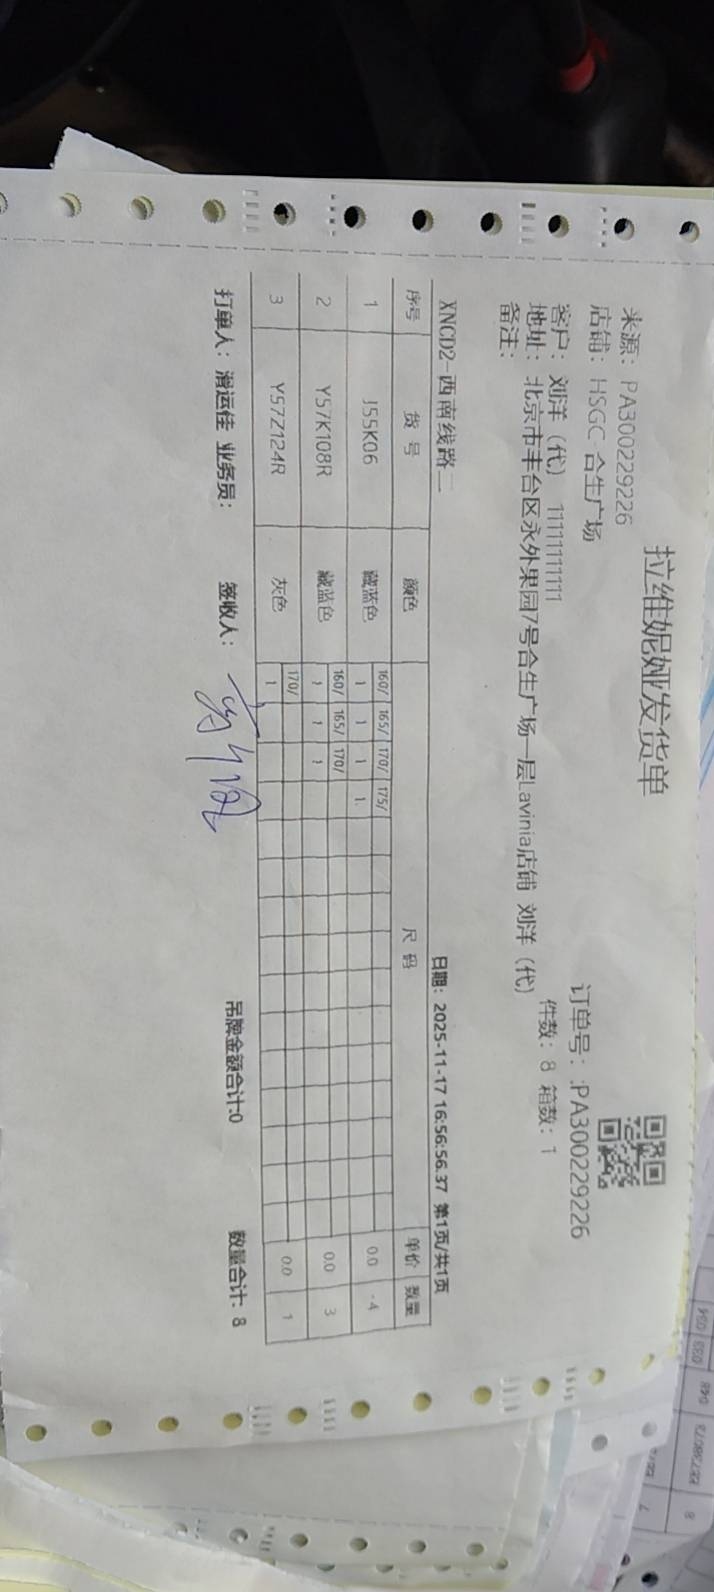 拉维妮娅发货单
来源：PA300229226
订单号：:PA300229226
店铺：HSGC 合生广场
件数：8 箱数：1
客户：刘洋（代） 11111111111
地址：北京市丰台区永外果园7号合生广场一层Lavinia店铺 刘洋（代）
备注：
XNCD2-西南线路二
日期：2025-11-17 16:56:56.37 第1页/共1页
序号 货号 颜色 尺码 单价 数量
160/ 165/ 170/ 175/
1 J55K06 藏蓝色 1 1 1 1 0.0 4
160/ 165/ 170/
2 Y57K108R 藏蓝色 1 1 1 0.0 3
170/
3 Y57Z124R 灰色 1 0.0 1
打单人：滑运佳 业务员： 签收人： 吊牌金额合计:0 数量合计: 8